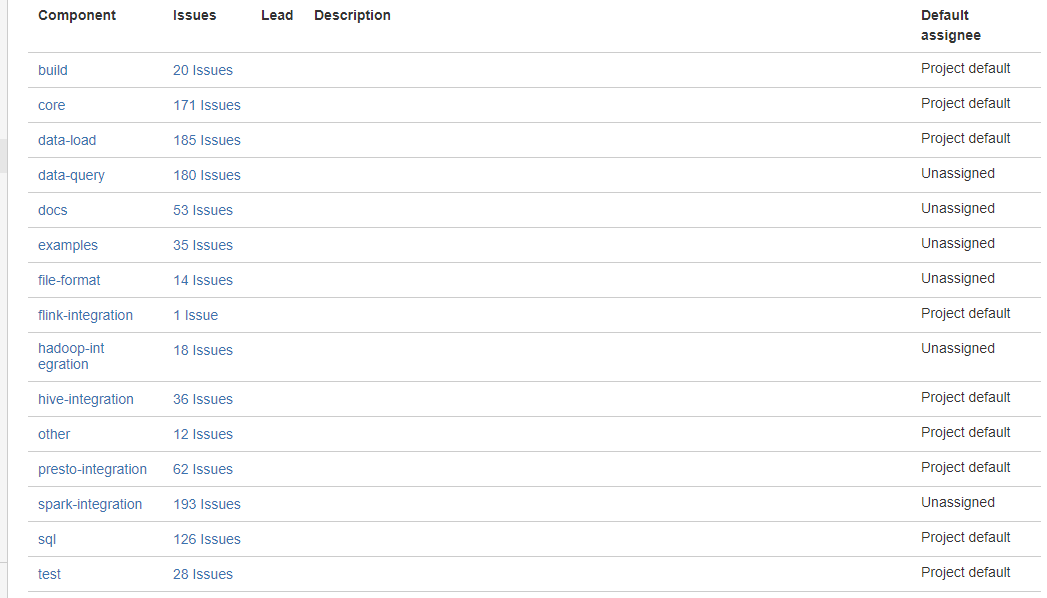 Component Issues Lead Description Default
assignee
build 20 Issues Project default
core 171 Issues Project default
data-load 185 Issues Project default
data-query 180 Issues Unassigned
docs 53 Issues Unassigned
examples 35 Issues Unassigned
file-format 14 Issues Unassigned
flink-integration 1 Issue Project default
hadoop-int 18 Issues Unassigned
egration
hive-integration 36 Issues Project default
other 12 Issues Project default
presto-integration 62 Issues Project default
spark-integration 193 Issues Unassigned
sql 126 Issues Project default
test 28 Issues Project default